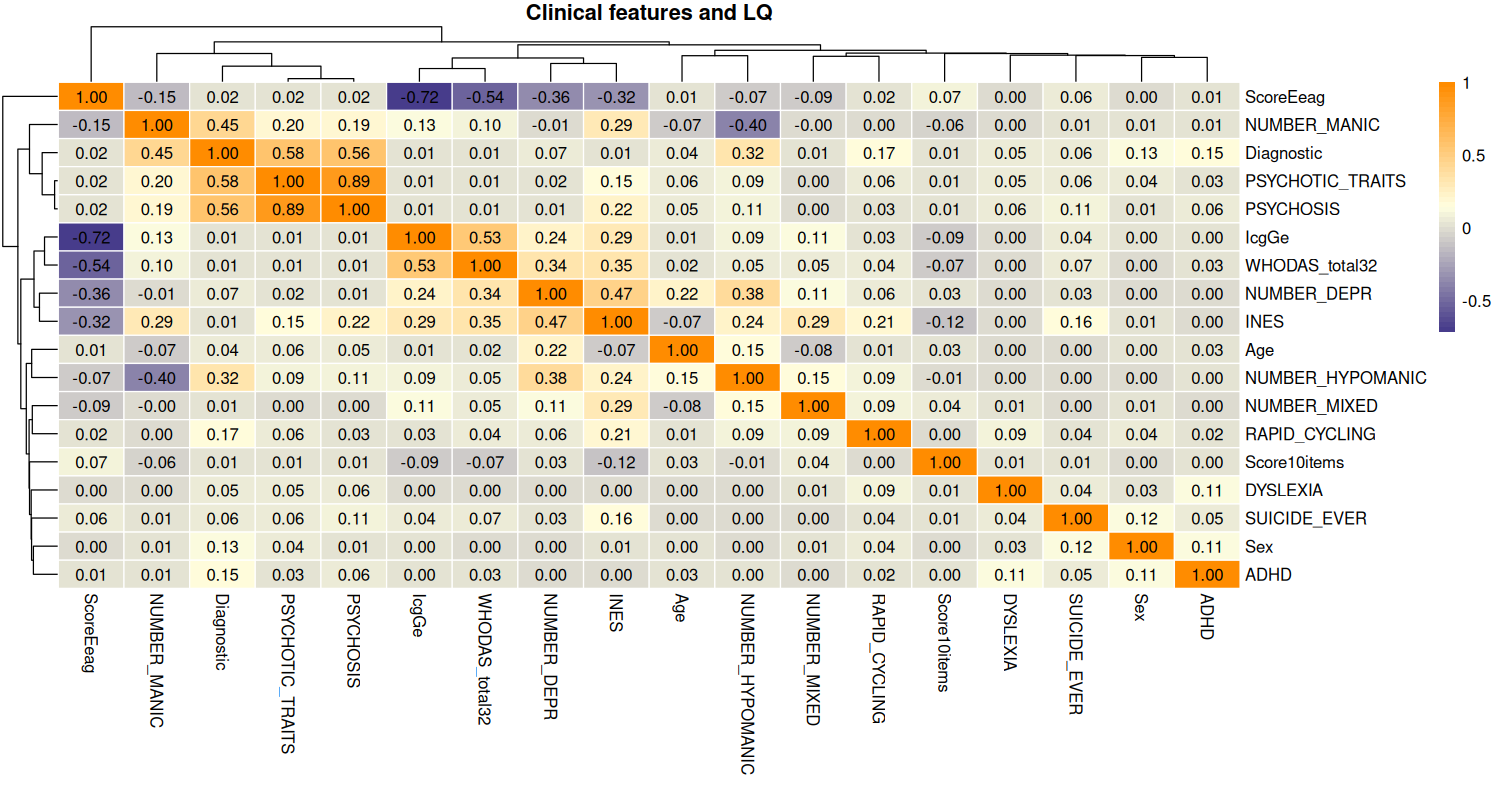 Clinical features and LQ
1.00 -0.15 0.02 0.02 0.02 -0.72 -0.54 -0.36 -0.32 0.01 -0.07 -0.09 0.02 0.07 0.00 0.06 0.00 0.01 ScoreEeag
-0.15 1.00 0.45 0.20 0.19 0.13 0.10 -0.01 0.29 -0.07 -0.40 -0.00 0.00 -0.06 0.00 0.01 0.01 0.01 NUMBER_MANIC
0.02 0.45 1.00 0.58 0.56 0.01 0.01 0.07 0.01 0.04 0.32 0.01 0.17 0.01 0.05 0.06 0.13 0.15 Diagnostic
0.02 0.20 0.58 1.00 0.89 0.01 0.01 0.02 0.15 0.06 0.09 0.00 0.06 0.01 0.05 0.06 0.04 0.03 PSYCHOTIC_TRAITS
0.02 0.19 0.56 0.89 1.00 0.01 0.01 0.01 0.22 0.05 0.11 0.00 0.03 0.01 0.06 0.11 0.01 0.06 PSYCHOSIS
-0.72 0.13 0.01 0.01 0.01 1.00 0.53 0.24 0.29 0.01 0.09 0.11 0.03 -0.09 0.00 0.04 0.00 0.00 IcgGe
-0.54 0.10 0.01 0.01 0.01 0.53 1.00 0.34 0.35 0.02 0.05 0.05 0.04 -0.07 0.00 0.07 0.00 0.03 WHODAS_total32
-0.36 -0.01 0.07 0.02 0.01 0.24 0.34 1.00 0.47 0.22 0.38 0.11 0.06 0.03 0.00 0.03 0.00 0.00 NUMBER_DEPR
-0.32 0.29 0.01 0.15 0.22 0.29 0.35 0.47 1.00 -0.07 0.24 0.29 0.21 -0.12 0.00 0.16 0.01 0.00 INES
0.01 -0.07 0.04 0.06 0.05 0.01 0.02 0.22 -0.07 1.00 0.15 -0.08 0.01 0.03 0.00 0.00 0.00 0.03 Age
-0.07 -0.40 0.32 0.09 0.11 0.09 0.05 0.38 0.24 0.15 1.00 0.15 0.09 -0.01 0.00 0.00 0.00 0.00 NUMBER_HYPOMANIC
-0.09 -0.00 0.01 0.00 0.00 0.11 0.05 0.11 0.29 -0.08 0.15 1.00 0.09 0.04 0.01 0.00 0.01 0.00 NUMBER_MIXED
0.02 0.00 0.17 0.06 0.03 0.03 0.04 0.06 0.21 0.01 0.09 0.09 1.00 0.00 0.09 0.04 0.04 0.02 RAPID_CYCLING
0.07 -0.06 0.01 0.01 0.01 -0.09 -0.07 0.03 -0.12 0.03 -0.01 0.04 0.00 1.00 0.01 0.01 0.00 0.00 Score10items
0.00 0.00 0.05 0.05 0.06 0.00 0.00 0.00 0.00 0.00 0.00 0.01 0.09 0.01 1.00 0.04 0.03 0.11 DYSLEXIA
0.06 0.01 0.06 0.06 0.11 0.04 0.07 0.03 0.16 0.00 0.00 0.00 0.04 0.01 0.04 1.00 0.12 0.05 SUICIDE_EVER
0.00 0.01 0.13 0.04 0.01 0.00 0.00 0.00 0.01 0.00 0.00 0.01 0.04 0.00 0.03 0.12 1.00 0.11 Sex
0.01 0.01 0.15 0.03 0.06 0.00 0.03 0.00 0.00 0.03 0.00 0.00 0.02 0.00 0.11 0.05 0.11 1.00 ADHD
ScoreEeag
NUMBER_MANIC
Diagnostic
PSYCHOTIC_TRAITS
PSYCHOSIS
IcgGe
WHODAS_total32
NUMBER_DEPR
INES
Age
NUMBER_HYPOMANIC
NUMBER_MIXED
RAPID_CYCLING
Score10items
DYSLEXIA
SUICIDE_EVER
Sex
ADHD
1
0.5
0
-0.5